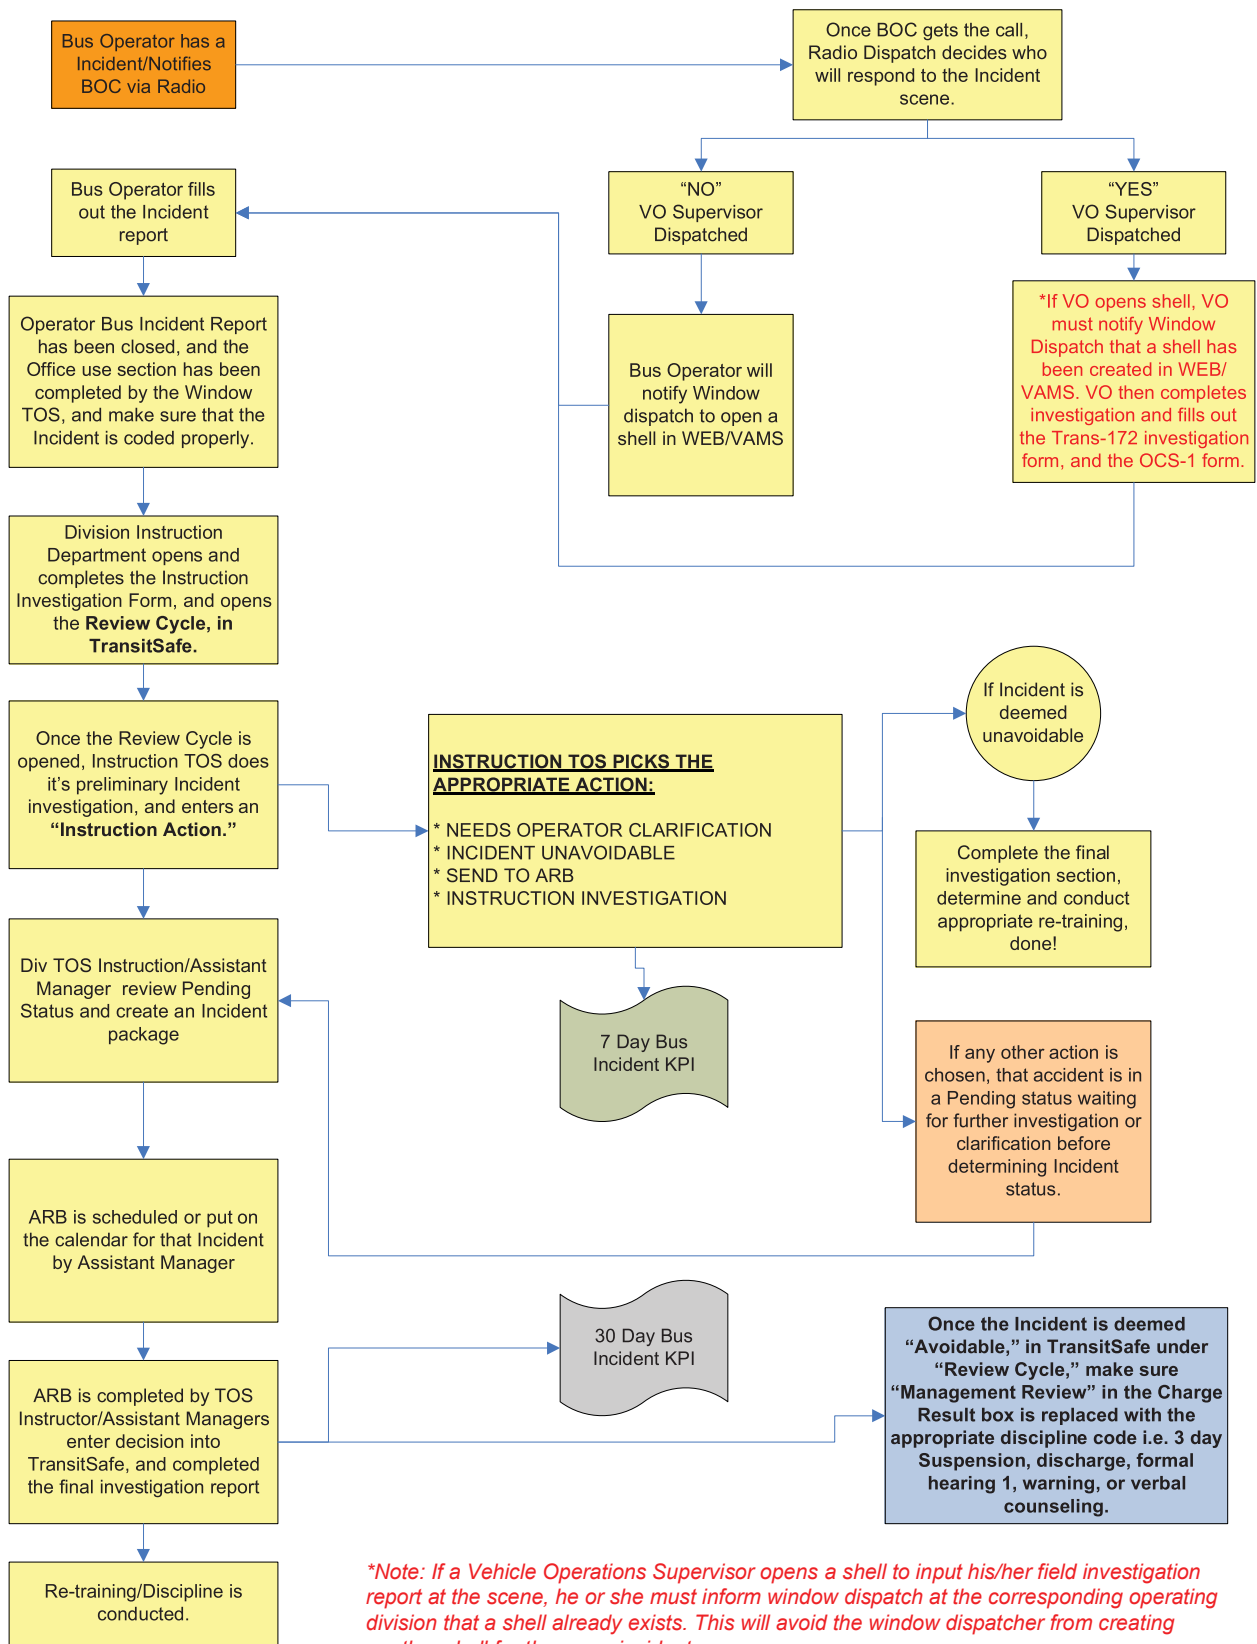 Bus Operator has a
Incident/Notifies
BOC via Radio
Once BOC gets the call,
Radio Dispatch decides who
will respond to the Incident
scene.
“NO”
VO Supervisor
Dispatched
“YES”
VO Supervisor
Dispatched
Bus Operator fills
out the Incident
report
*If VO opens shell, VO
must notify Window
Dispatch that a shell has
been created in WEB/
VAMS. VO then completes
investigation and fills out
the Trans-172 investigation
form, and the OCS-1 form.
Bus Operator will
notify Window
dispatch to open a
shell in WEB/VAMS
Operator Bus Incident Report
has been closed, and the
Office use section has been
completed by the Window
TOS, and make sure that the
Incident is coded properly.
Division Instruction
Department opens and
completes the Instruction
Investigation Form, and opens
the Review Cycle, in
TransitSafe.
Once the Review Cycle is
opened, Instruction TOS does
it’s preliminary Incident
investigation, and enters an
“Instruction Action.”
INSTRUCTION TOS PICKS THE
APPROPRIATE ACTION:
* NEEDS OPERATOR CLARIFICATION
* INCIDENT UNAVOIDABLE
* SEND TO ARB
* INSTRUCTION INVESTIGATION
If Incident is
deemed
unavoidable
Complete the final
investigation section,
determine and conduct
appropriate re-training,
done!
7 Day Bus
Incident KPI
If any other action is
chosen, that accident is in
a Pending status waiting
for further investigation or
clarification before
determining Incident
status.
Div TOS Instruction/Assistant
Manager review Pending
Status and create an Incident
package
ARB is scheduled or put on
the calendar for that Incident
by Assistant Manager
30 Day Bus
Incident KPI
Once the Incident is deemed
“Avoidable,” in TransitSafe under
“Review Cycle,” make sure
“Management Review” in the Charge
Result box is replaced with the
appropriate discipline code i.e. 3 day
Suspension, discharge, formal
hearing 1, warning, or verbal
counseling.
ARB is completed by TOS
Instructor/Assistant Managers
enter decision into
TransitSafe, and completed
the final investigation report
Re-training/Discipline is
conducted.
*Note: If a Vehicle Operations Supervisor opens a shell to input his/her field investigation
report at the scene, he or she must inform window dispatch at the corresponding operating
division that a shell already exists. This will avoid the window dispatcher from creating